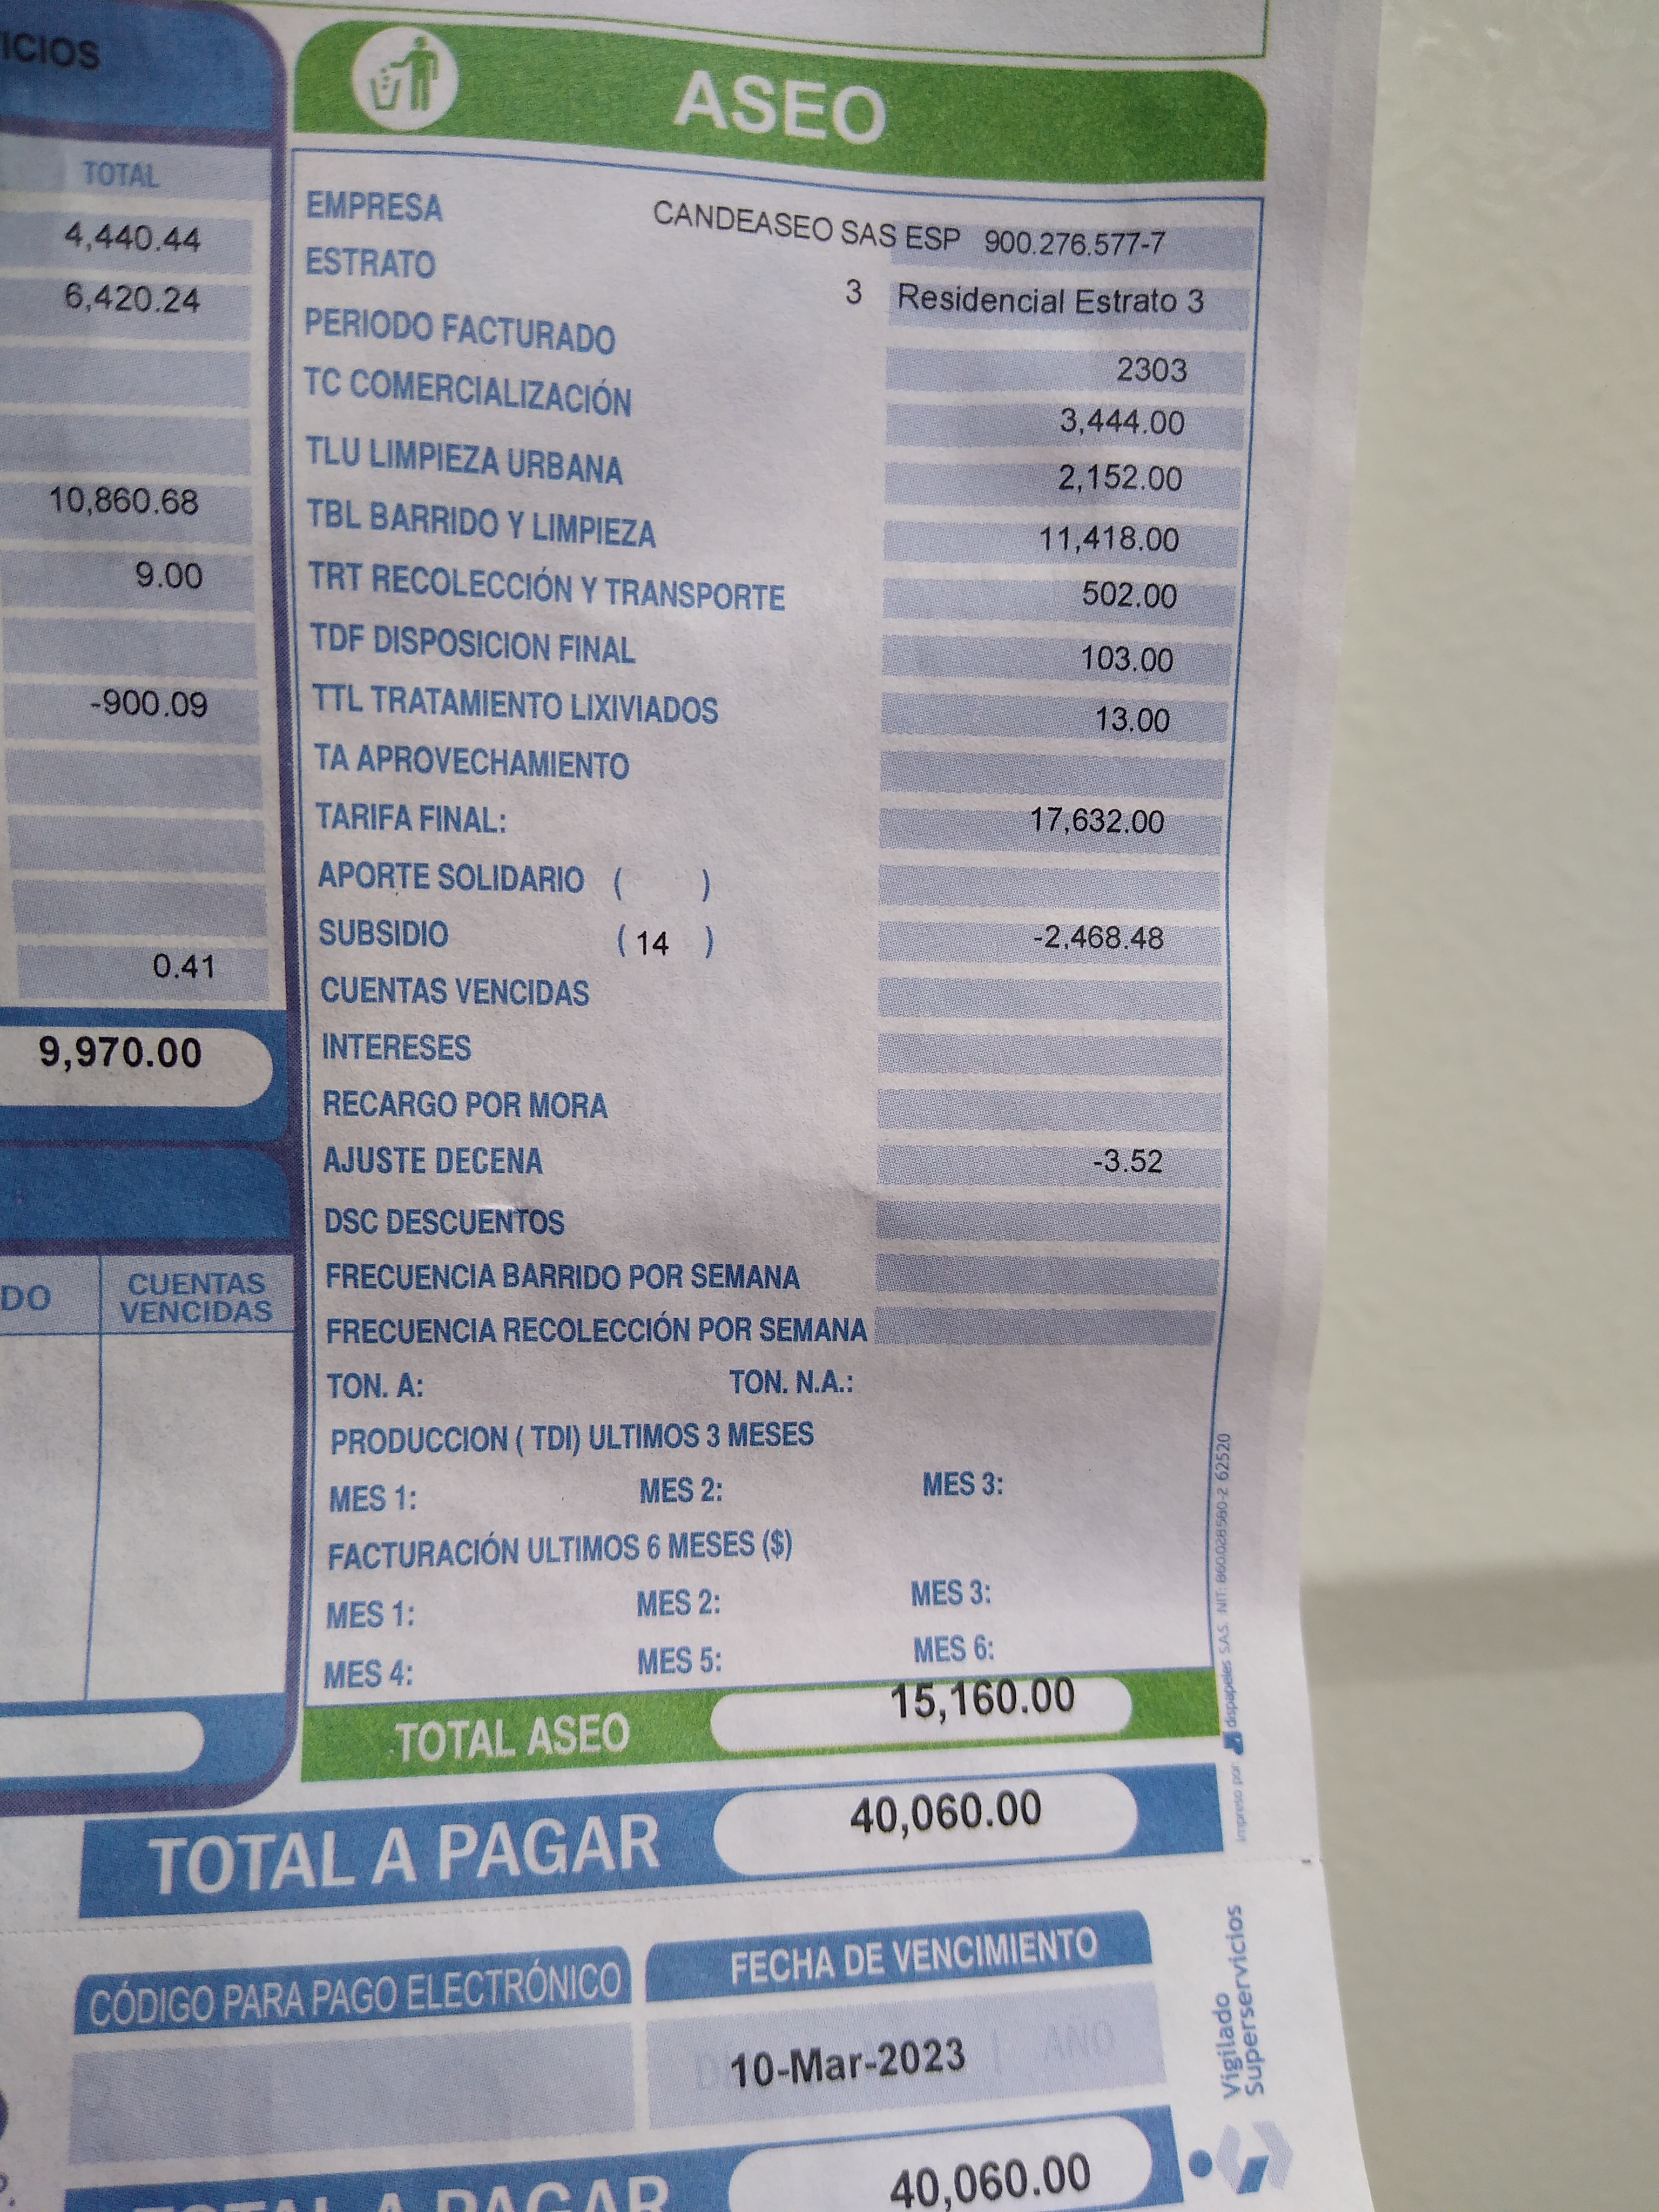 ICIOS
TOTAL
4,440.44
6,420.24
10,860.68
9.00
-900.09
0.41
9,970.00
DO CUENTAS
VENCIDAS
ASEO
EMPRESA CANDEASEO SAS ESP 900.276.577-7
ESTRATO 3 Residencial Estrato 3
PERIODO FACTURADO 2303
TC COMERCIALIZACIÓN 3,444.00
TLU LIMPIEZA URBANA 2,152.00
TBL BARRIDO Y LIMPIEZA 11,418.00
TRT RECOLECCIÓN Y TRANSPORTE 502.00
TDF DISPOSICION FINAL 103.00
TTL TRATAMIENTO LIXIVIADOS 13.00
TA APROVECHAMIENTO
TARIFA FINAL: 17,632.00
APORTE SOLIDARIO ( )
SUBSIDIO ( 14 ) -2,468.48
CUENTAS VENCIDAS
INTERESES
RECARGO POR MORA
AJUSTE DECENA -3.52
DSC DESCUENTOS
FRECUENCIA BARRIDO POR SEMANA
FRECUENCIA RECOLECCIÓN POR SEMANA
TON. A: TON. N.A.:
PRODUCCION ( TDI) ULTIMOS 3 MESES
MES 1: MES 2: MES 3:
FACTURACIÓN ULTIMOS 6 MESES ($)
MES 1: MES 2: MES 3:
MES 4: MES 5: MES 6:
TOTAL ASEO 15,160.00
TOTAL A PAGAR 40,060.00
Impreso por dispapeles S.A.S. NIT: 860.028580-2 62520
CÓDIGO PARA PAGO ELECTRÓNICO
FECHA DE VENCIMIENTO
10-Mar-2023 AÑO
TOTAL A PAGAR 40,060.00
Vigilado
Superservicios